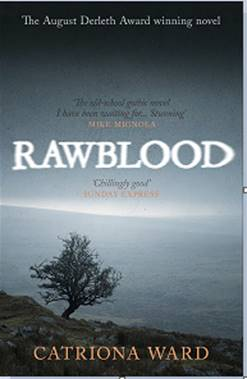 The August Derleth Award winning novel
'The old-school gothic novel
I have been waiting for... Stunning'
MIKE MIGNOLA
RAWBLOOD
'Chillingly good'
SUNDAY EXPRESS
CATRIONA WARD